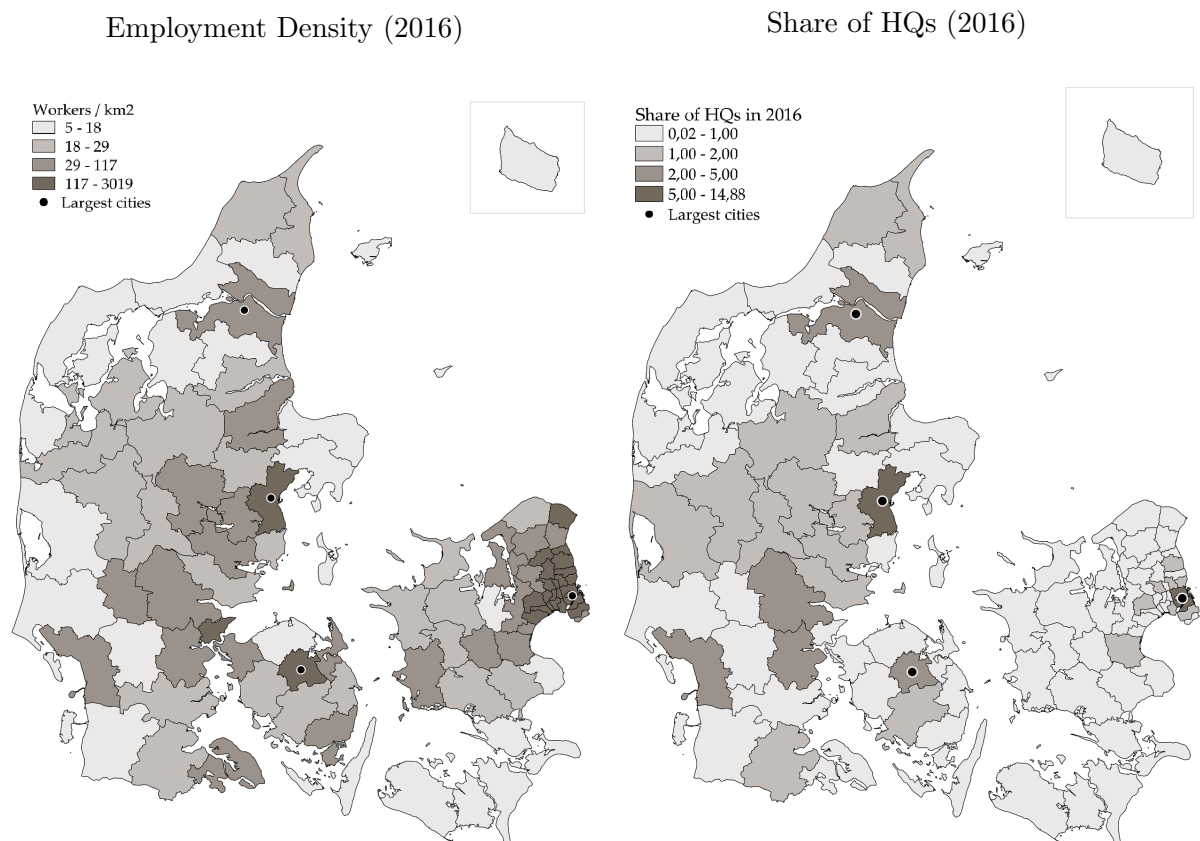 Employment Density (2016)
Workers / km2
5 - 18
18 - 29
29 - 117
117 - 3019
Largest cities
Share of HQs (2016)
Share of HQs in 2016
0,02 - 1,00
1,00 - 2,00
2,00 - 5,00
5,00 - 14,88
Largest cities